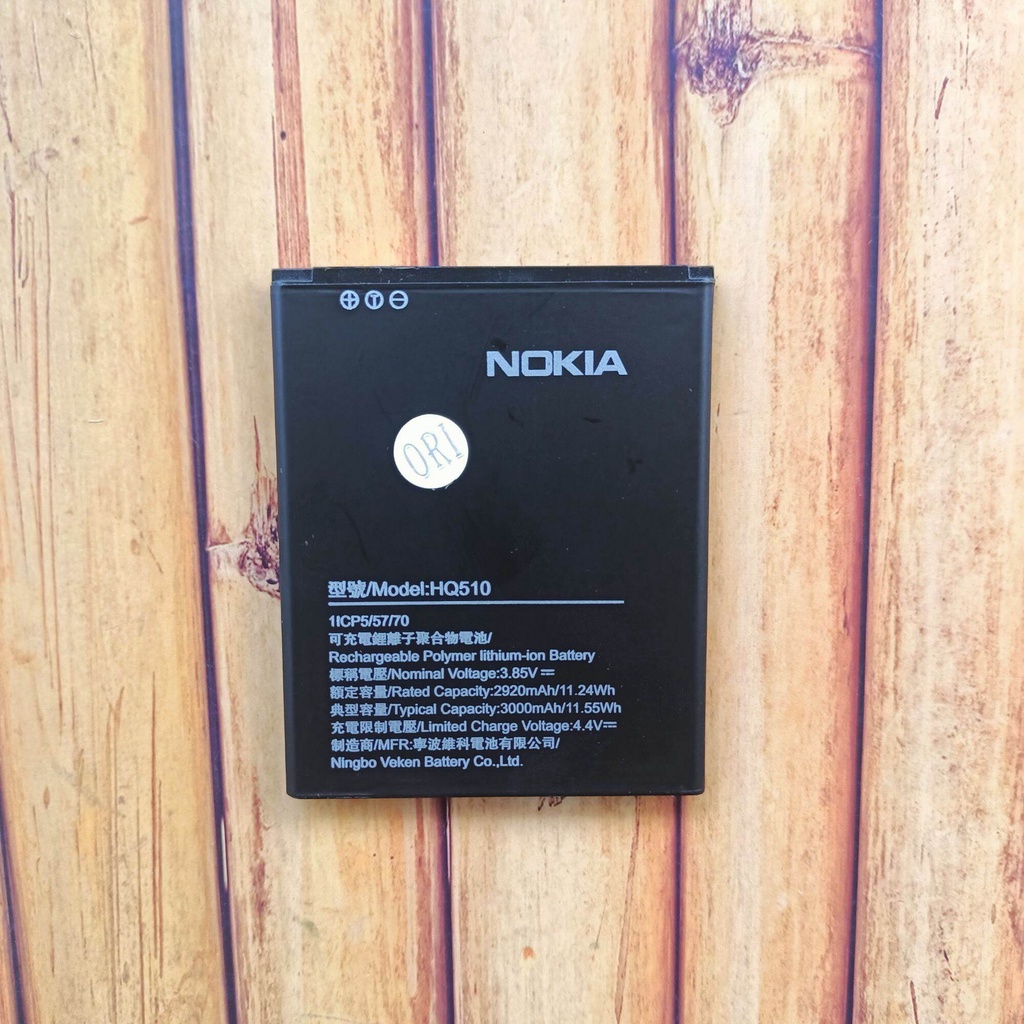 ⊕ Ⓣ ⊖
NOKIA
ORI
型號/Model:HQ510
1ICP5/57/70
可充電鋰離子聚合物電池/
Rechargeable Polymer lithium-ion Battery
標稱電壓/Nominal Voltage:3.85V⎓
額定容量/Rated Capacity:2920mAh/11.24Wh
典型容量/Typical Capacity:3000mAh/11.55Wh
充電限制電壓/Limited Charge Voltage:4.4V⎓
制造商/MFR:寧波維科電池有限公司/
Ningbo Veken Battery Co.,Ltd.